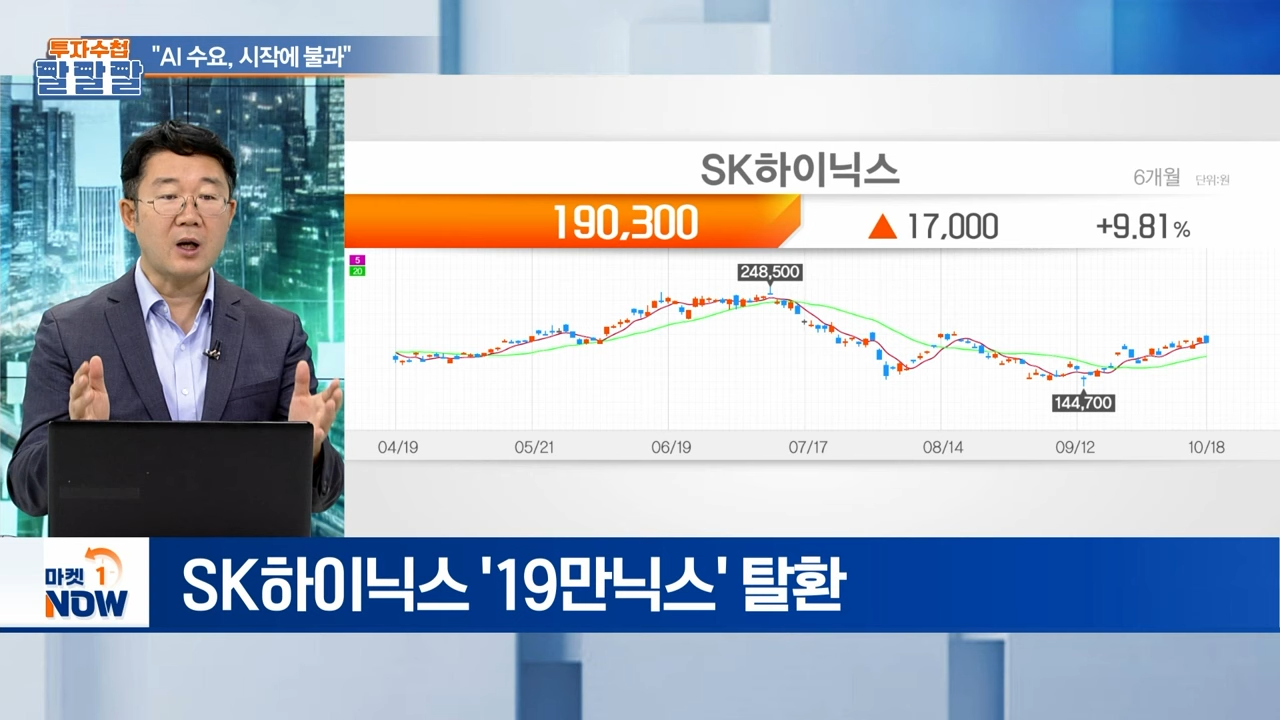 투자수첩
팔팔팔
"AI 수요, 시작에 불과"
SK하이닉스
6개월 단위:원
190,300 ▲ 17,000 +9.81%
5
20
248,500
144,700
04/19 05/21 06/19 07/17 08/14 09/12 10/18
마켓 1
NOW
SK하이닉스 '19만닉스' 탈환